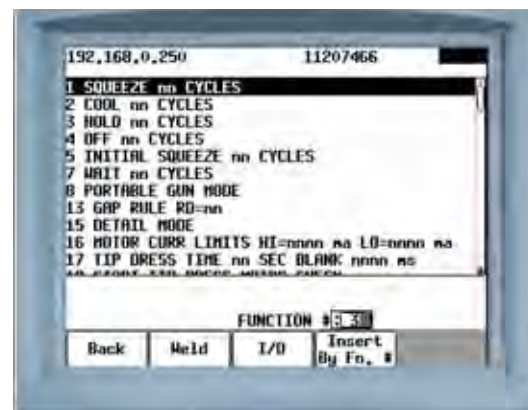 192.168.0.250 11207466
1 SQUEEZE nn CYCLES
2 COOL nn CYCLES
3 HOLD nn CYCLES
4 OFF nn CYCLES
5 INITIAL SQUEEZE nn CYCLES
7 WAIT nn CYCLES
8 PORTABLE GUN MODE
13 GAP RULE RD=nn
15 DETAIL MODE
16 MOTOR CURR LIMITS HI=nnnn ma LO=nnnn ma
17 TIP DRESS TIME nn SEC BLANK nnnn ms
FUNCTION #: 3
Back Weld I/O Insert
By Fn. #